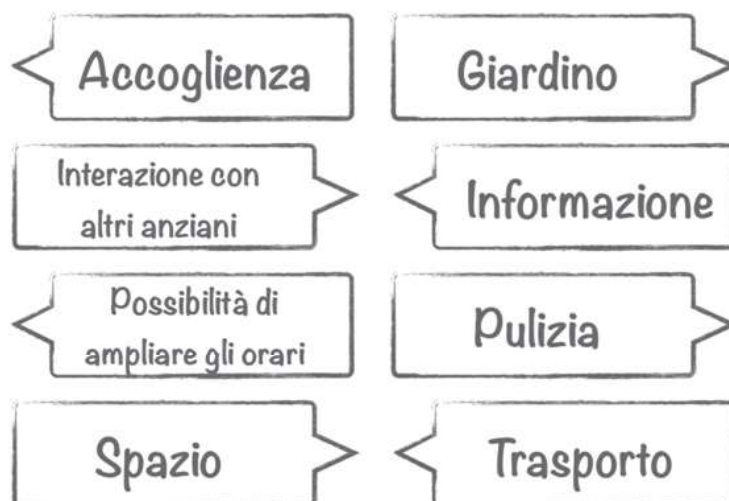 Accoglienza
Giardino
Interazione con
altri anziani
Informazione
Possibilità di
ampliare gli orari
Pulizia
Spazio
Trasporto